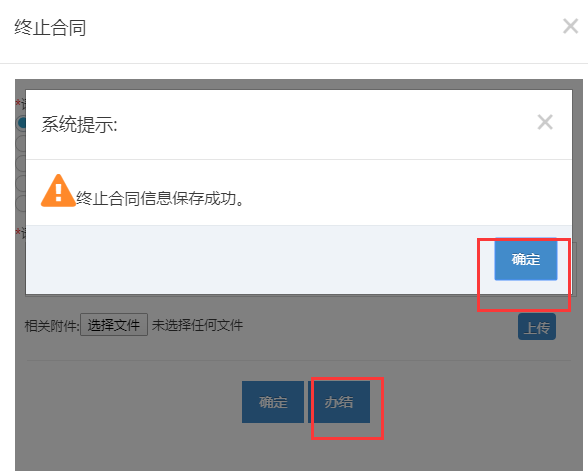 终止合同
系统提示:
终止合同信息保存成功。
确定
相关附件:选择文件 未选择任何文件
上传
确定 办结